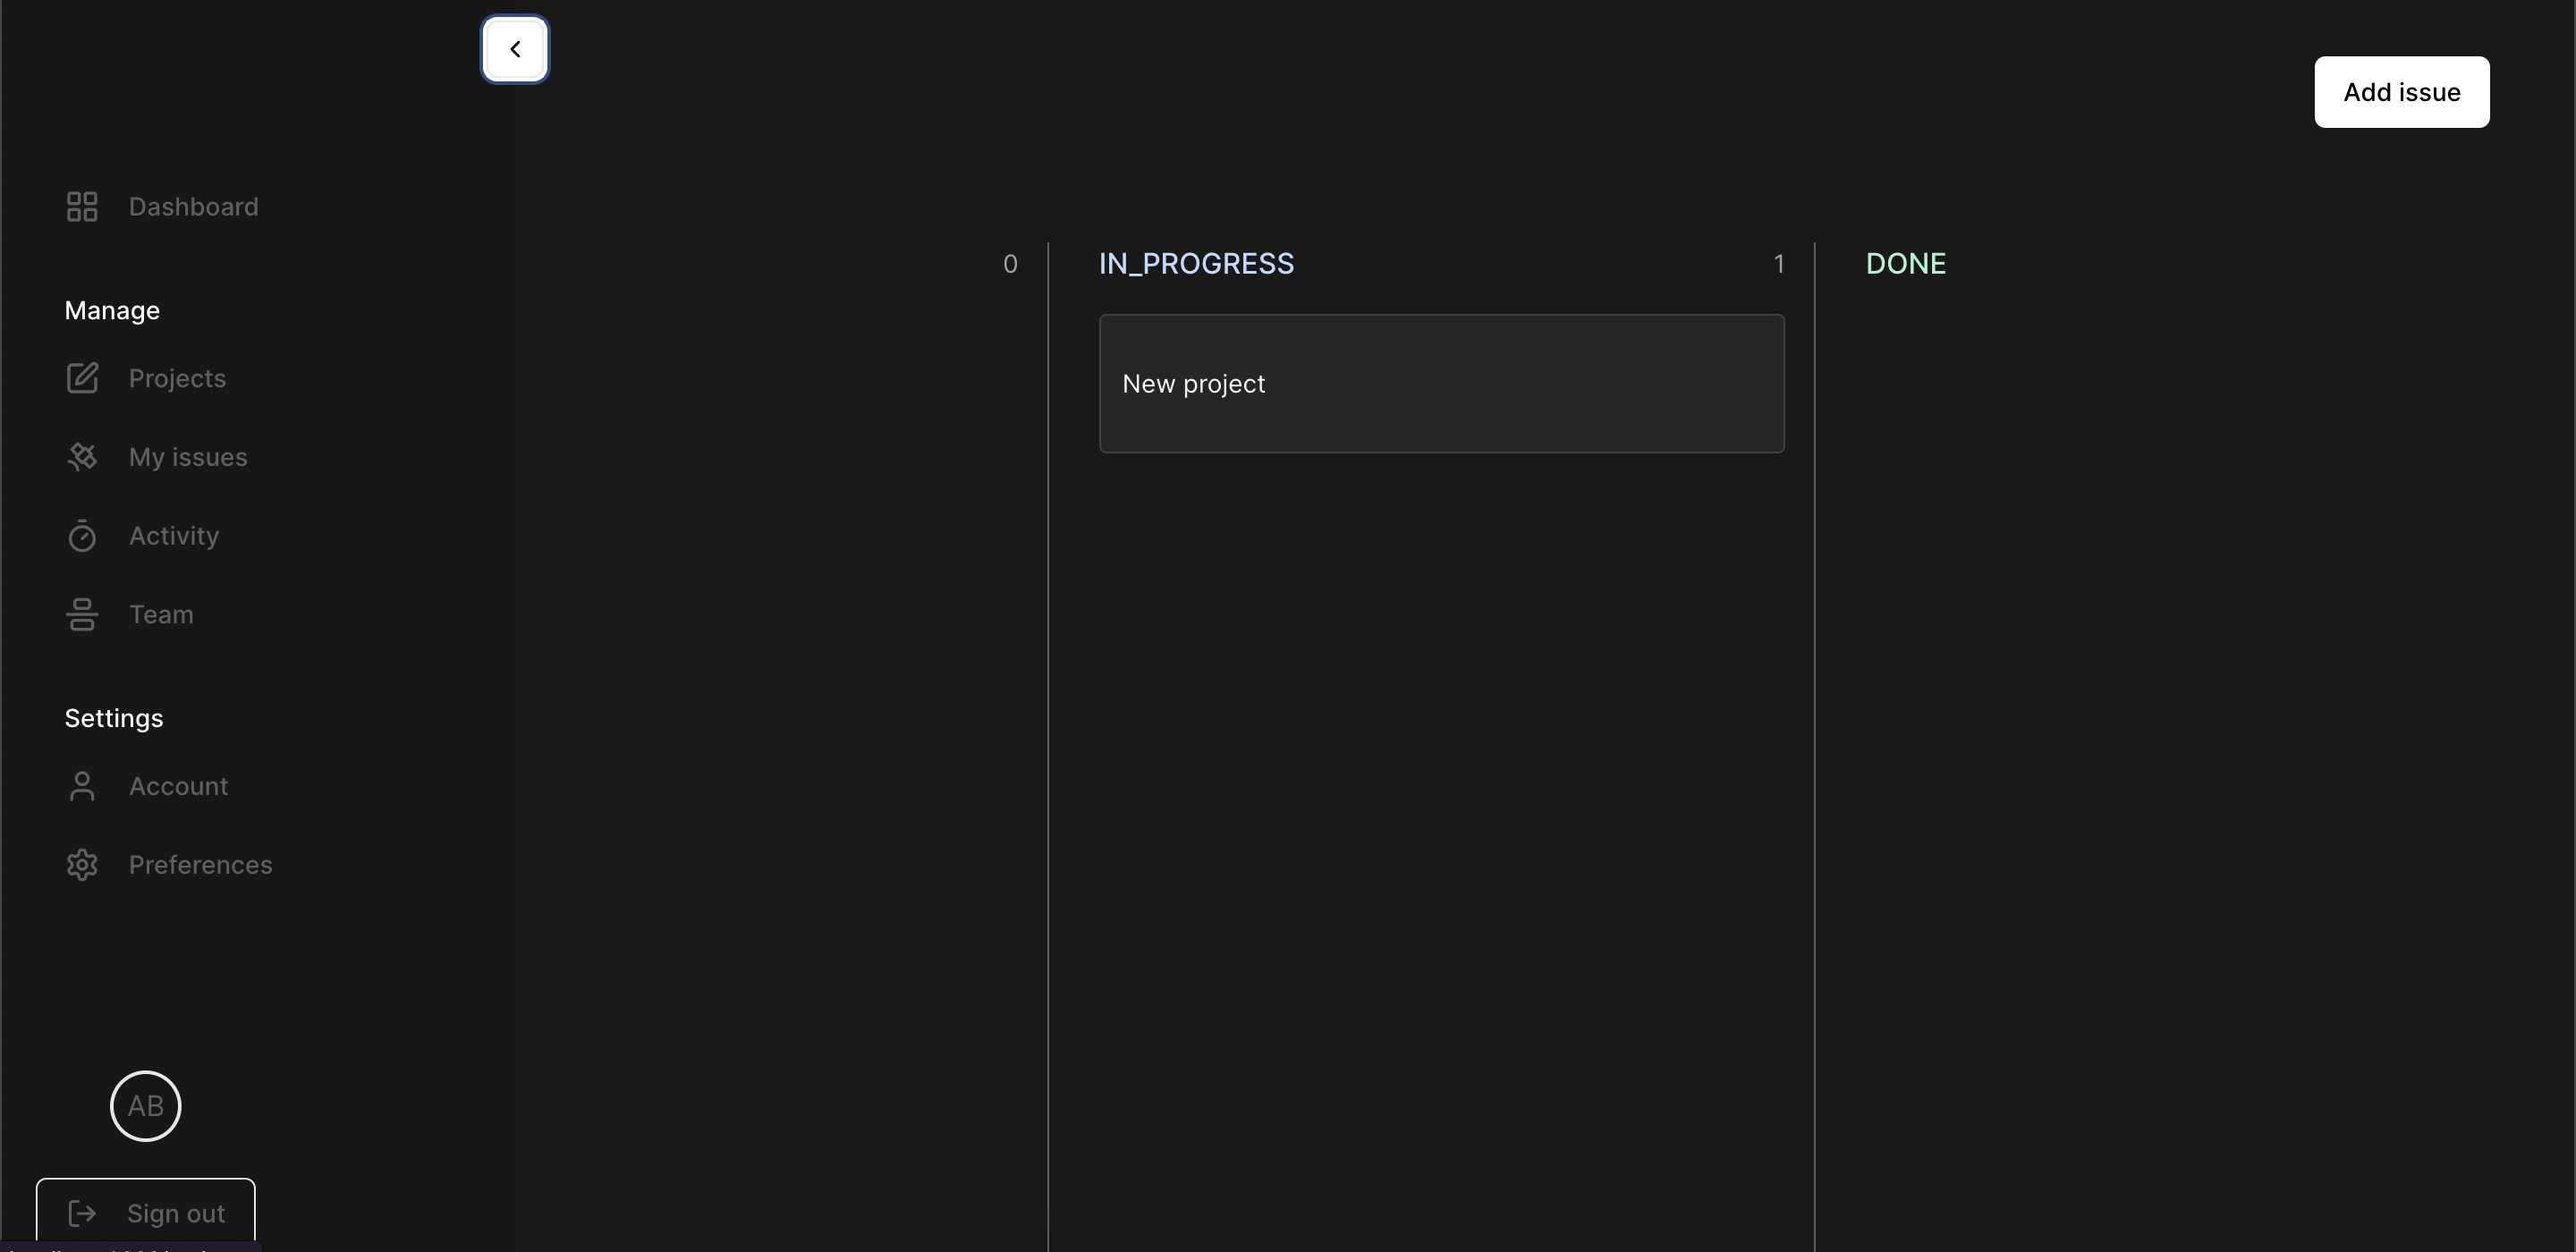 Add issue
Dashboard
Manage
Projects
My issues
Activity
Team
Settings
Account
Preferences
AB
Sign out
0
IN_PROGRESS
1
New project
DONE